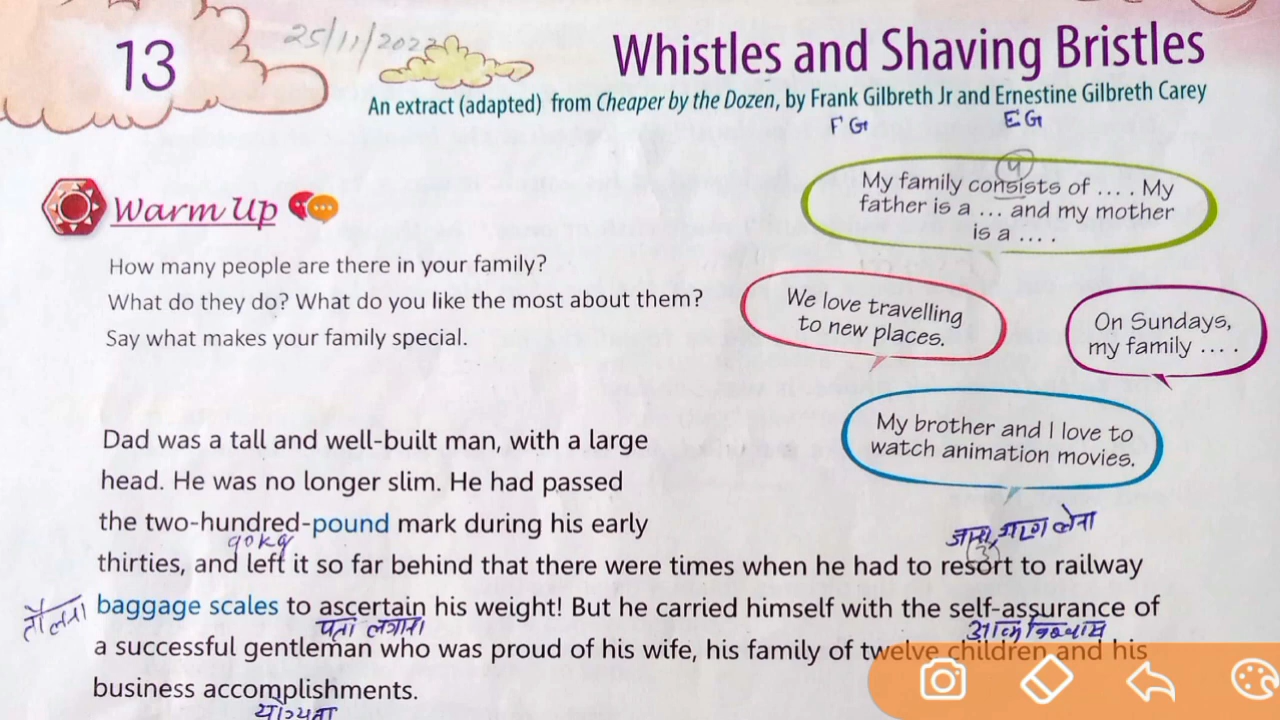 13
25/11/202
Whistles and Shaving Bristles
An extract (adapted) from Cheaper by the Dozen, by Frank Gilbreth Jr and Ernestine Gilbreth Carey
FG EG
Warm Up
4
My family consists of .... My
father is a ... and my mother
is a ....
How many people are there in your family?
What do they do? What do you like the most about them?
Say what makes your family special.
We love travelling
to new places.
On Sundays,
my family ....
My brother and I love to
watch animation movies.
Dad was a tall and well-built man, with a large
head. He was no longer slim. He had passed
the two-hundred-pound mark during his early
90kg
लेना
thirties, and left it so far behind that there were times when he had to resort to railway
baggage scales to ascertain his weight! But he carried himself with the self-assurance of
तौलना
पता लगाना
आत्मविश्वास
a successful gentleman who was proud of his wife, his family of twelve children and his
business accomplishments.
योग्यता